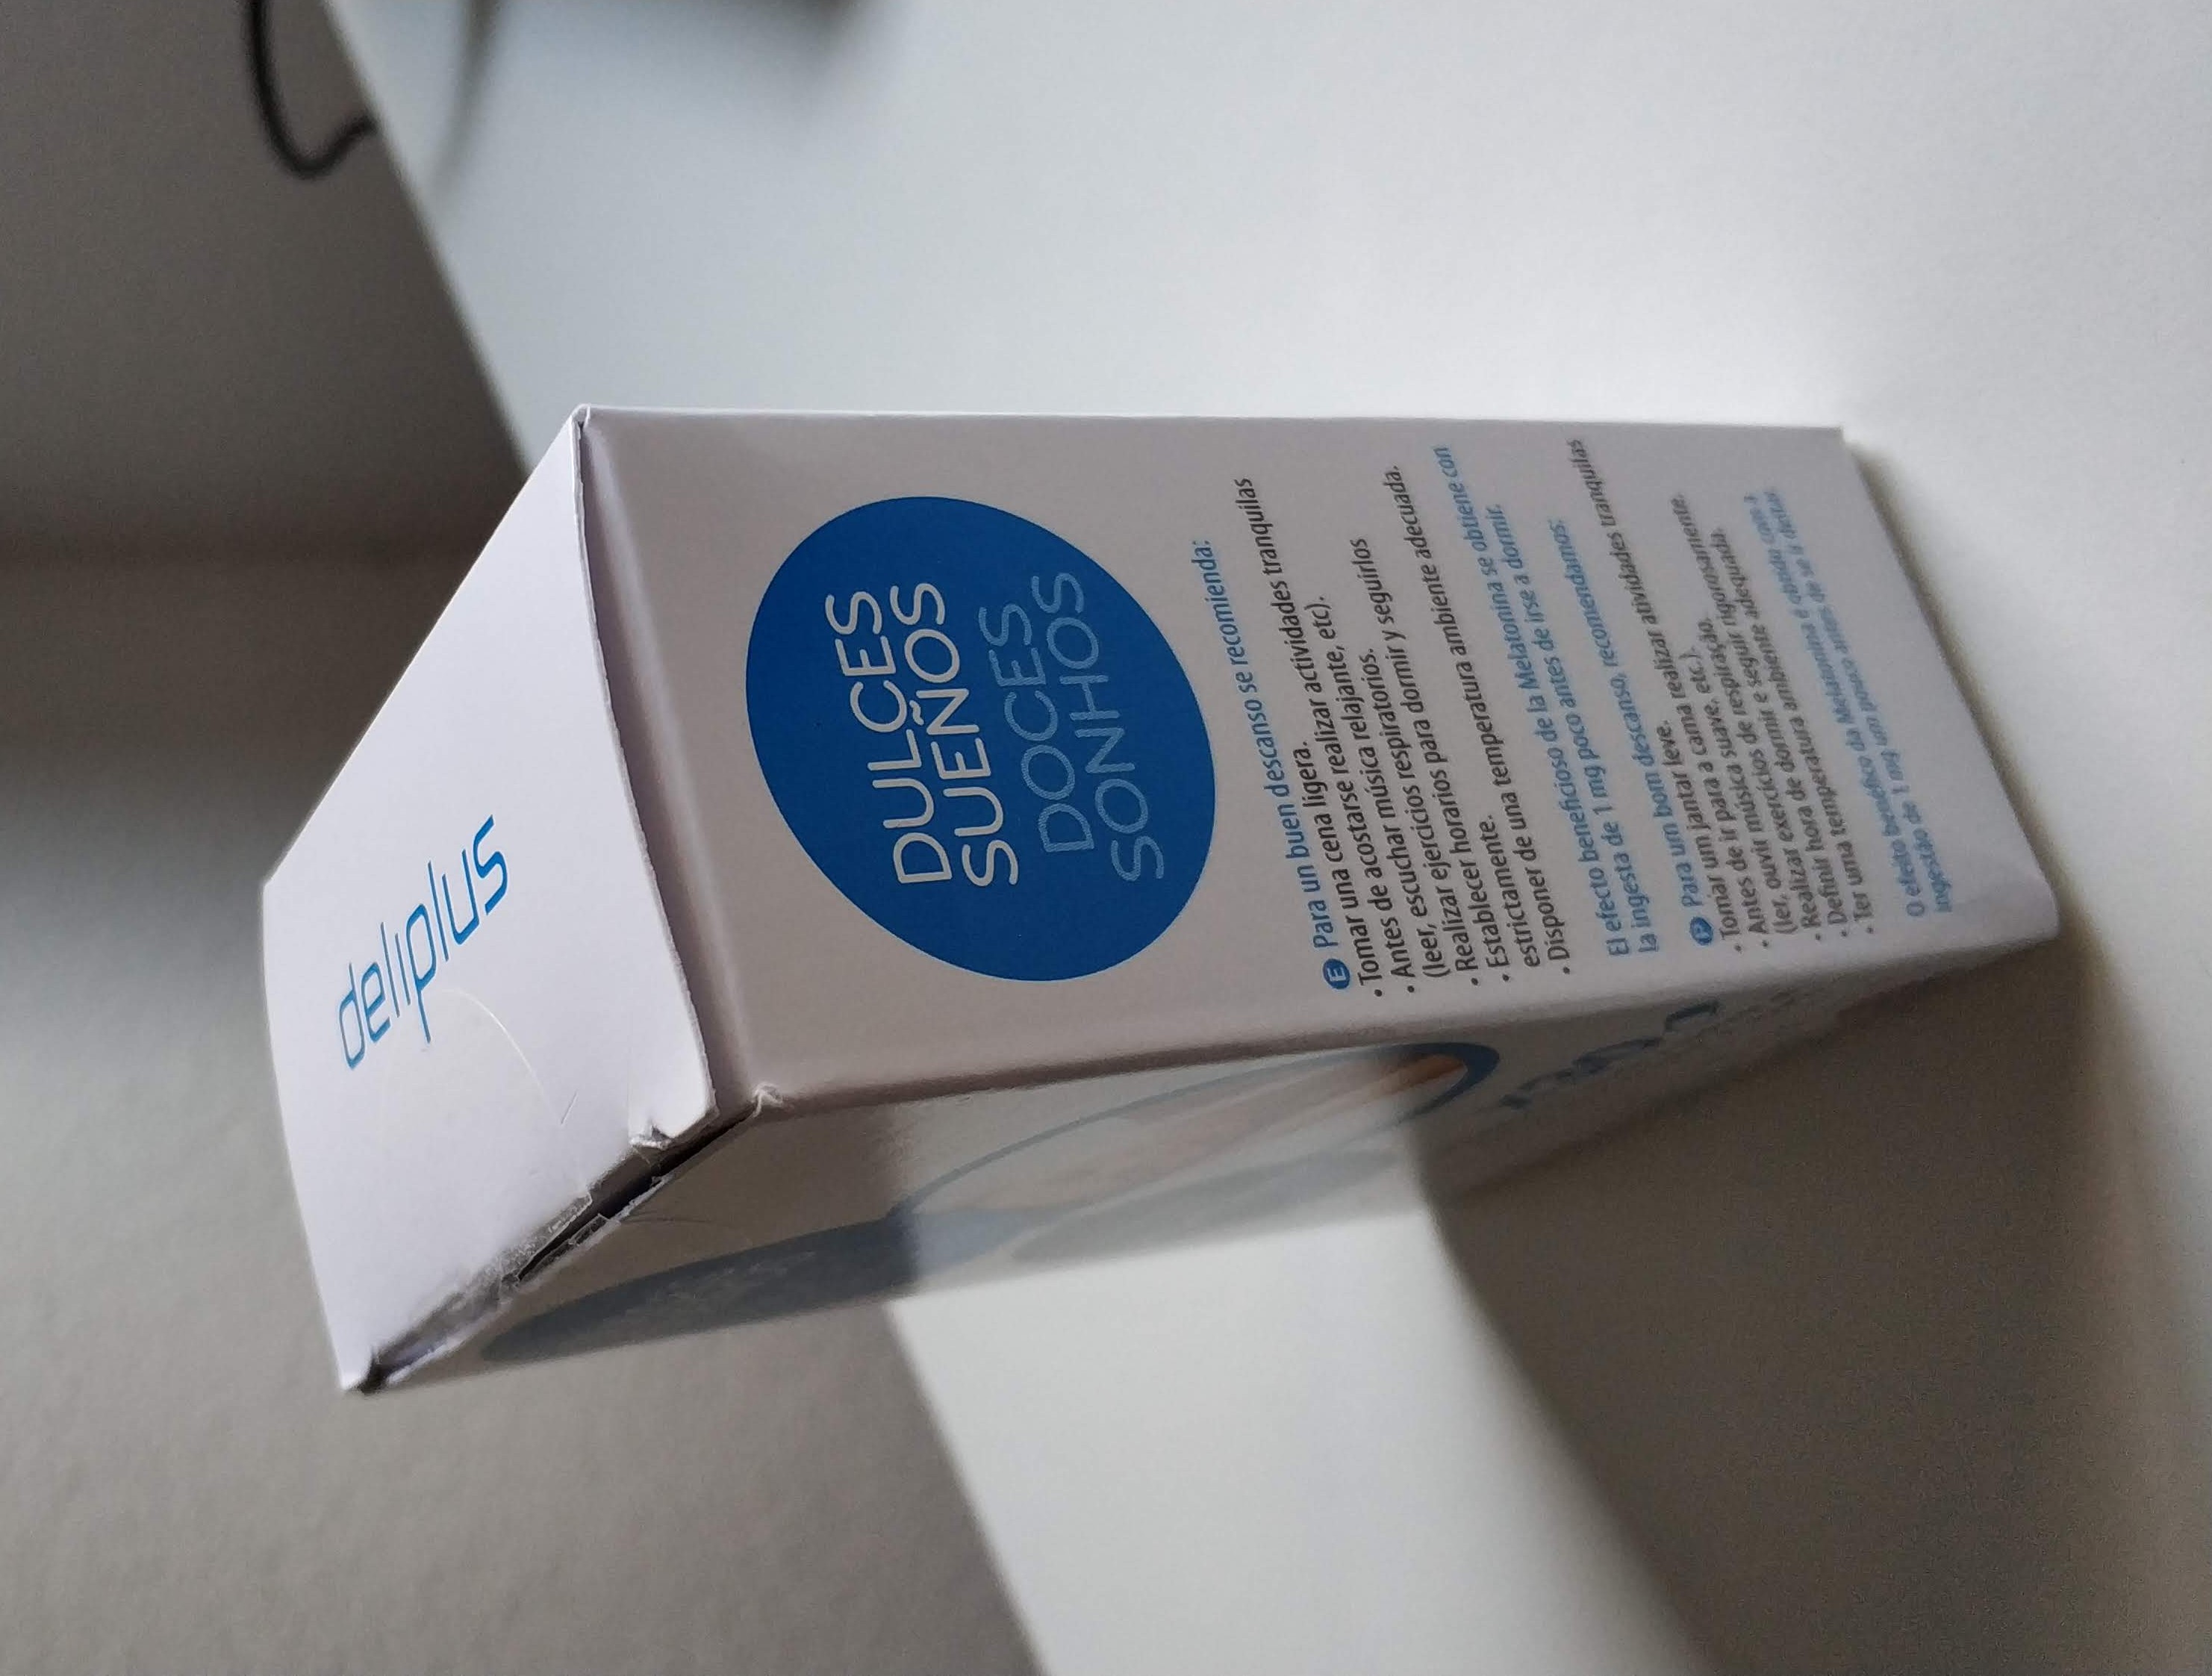 deliplus
DULCES
SUEÑOS
DOCES
SONHOS
E Para un buen descanso se recomienda:
• Tomar una cena ligera.
• Antes de acostarse realizar actividades tranquilas
(leer, escuchar música relajante, etc).
• Realizar ejercicios respiratorios.
• Establecer horarios para dormir y seguirlos
estrictamente.
• Disponer de una temperatura ambiente adecuada.
El efecto beneficioso de la Melatonina se obtiene con
la ingesta de 1 mg poco antes de irse a dormir.
P Para um bom descanso, recomendamos:
• Tomar um jantar leve.
• Antes de ir para a cama realizar atividades tranquilas
(ler, ouvir música suave, etc.).
• Realizar exercícios de respiração.
• Definir hora de dormir e seguir rigorosamente.
• Ter uma temperatura ambiente adequada.
O efeito benéfico da Melatonina é obtido com a
ingestão de 1 mg um pouco antes de se ir deitar.